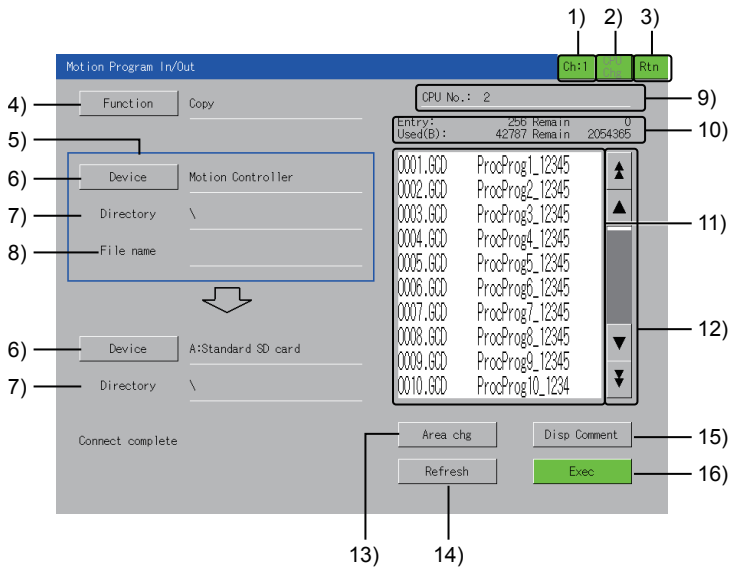 1) 2) 3)
Motion Program In/Out Ch:1 CPU Chg Rtn
4) Function Copy CPU No.: 2 9)
Entry: 256 Remain 0
Used(B): 42787 Remain 2054365 10)
5)
6) Device Motion Controller
7) Directory \
8) File name
0001.GCD ProcProg1_12345
0002.GCD ProcProg2_12345
0003.GCD ProcProg3_12345 11)
0004.GCD ProcProg4_12345
0005.GCD ProcProg5_12345
0006.GCD ProcProg6_12345
0007.GCD ProcProg7_12345
0008.GCD ProcProg8_12345 12)
0009.GCD ProcProg9_12345
0010.GCD ProcProg10_1234
6) Device A:Standard SD card
7) Directory \
Connect complete Area chg Disp Comment 15)
Refresh Exec 16)
13) 14)